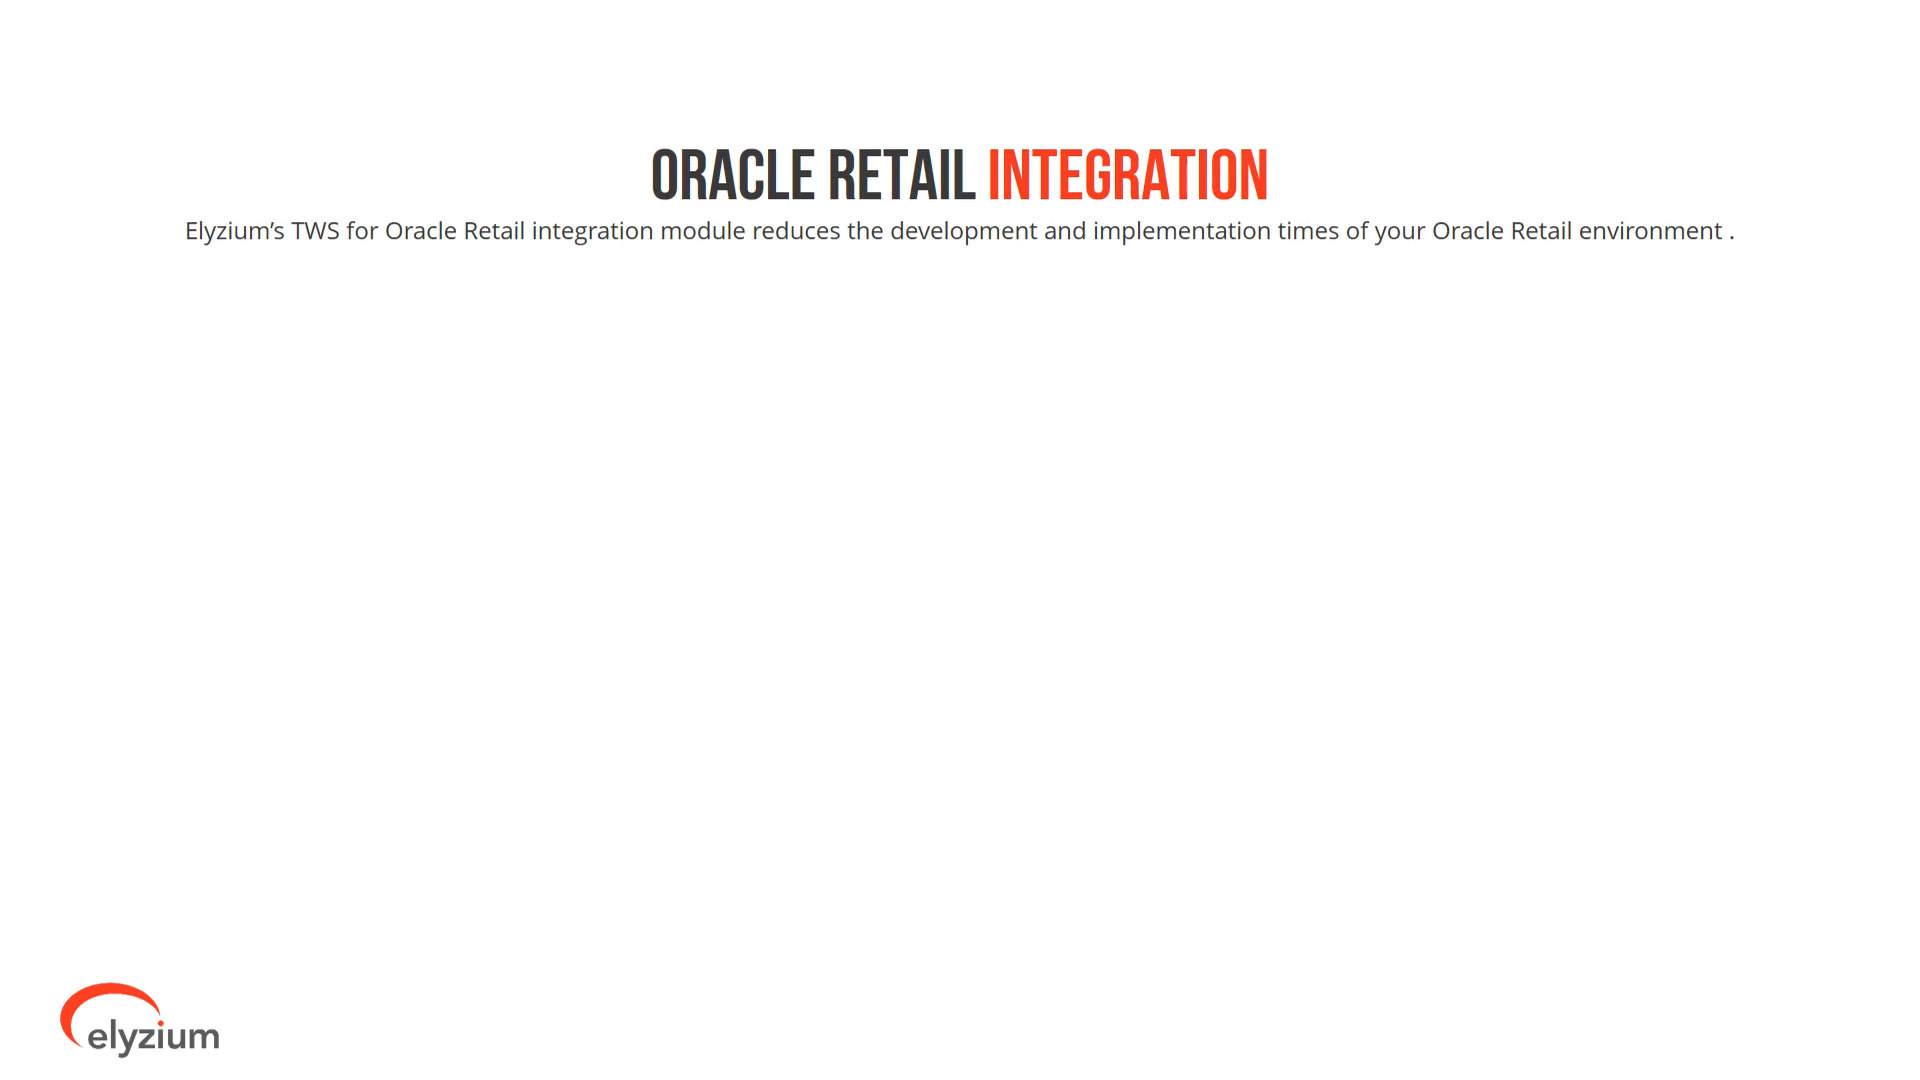 ORACLE RETAIL INTEGRATION
Elyzium’s TWS for Oracle Retail integration module reduces the development and implementation times of your Oracle Retail environment .
elyzium